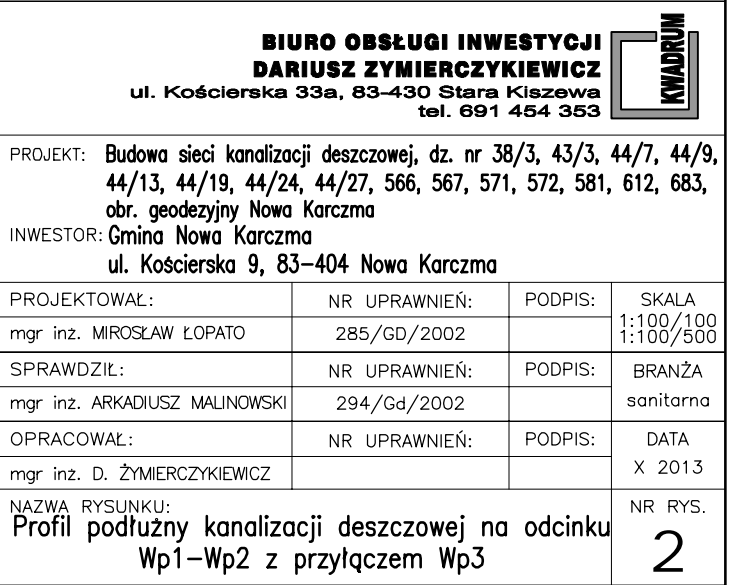 BIURO OBSŁUGI INWESTYCJI
DARIUSZ ZYMIERCZYKIEWICZ
ul. Kościerska 33a, 83-430 Stara Kiszewa
tel. 691 454 353
KWADRUM
PROJEKT: Budowa sieci kanalizacji deszczowej, dz. nr 38/3, 43/3, 44/7, 44/9,
44/13, 44/19, 44/24, 44/27, 566, 567, 571, 572, 581, 612, 683,
obr. geodezyjny Nowa Karczma
INWESTOR: Gmina Nowa Karczma
ul. Kościerska 9, 83-404 Nowa Karczma
PROJEKTOWAŁ: NR UPRAWNIEŃ: PODPIS: SKALA
1:100/100
mgr inż. MIROSŁAW ŁOPATO 285/GD/2002 1:100/500
SPRAWDZIŁ: NR UPRAWNIEŃ: PODPIS: BRANŻA
mgr inż. ARKADIUSZ MALINOWSKI 294/Gd/2002 sanitarna
OPRACOWAŁ: NR UPRAWNIEŃ: PODPIS: DATA
mgr inż. D. ŻYMIERCZYKIEWICZ X 2013
NAZWA RYSUNKU: NR RYS.
Profil podłużny kanalizacji deszczowej na odcinku
Wp1-Wp2 z przyłączem Wp3 2